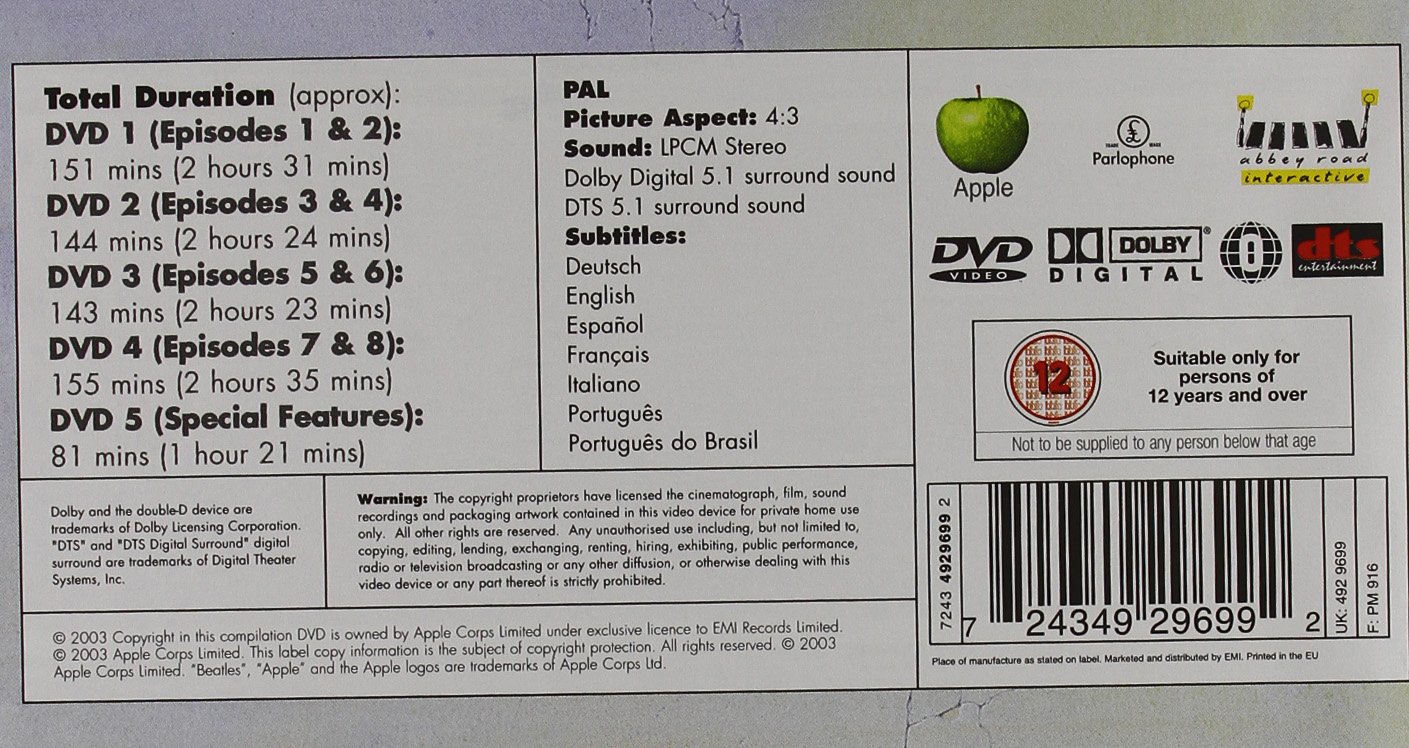 Total Duration (approx):
DVD 1 (Episodes 1 & 2):
151 mins (2 hours 31 mins)
DVD 2 (Episodes 3 & 4):
144 mins (2 hours 24 mins)
DVD 3 (Episodes 5 & 6):
143 mins (2 hours 23 mins)
DVD 4 (Episodes 7 & 8):
155 mins (2 hours 35 mins)
DVD 5 (Special Features):
81 mins (1 hour 21 mins)
PAL
Picture Aspect: 4:3
Sound: LPCM Stereo
Dolby Digital 5.1 surround sound
DTS 5.1 surround sound
Subtitles:
Deutsch
English
Español
Français
Italiano
Português
Português do Brasil
Apple
£
TRADE MARK
Parlophone
abbey road
interactive
DVD
VIDEO
DOLBY®
DIGITAL
0
dts
entertainment
12
Suitable only for
persons of
12 years and over
Not to be supplied to any person below that age
Dolby and the double-D device are
trademarks of Dolby Licensing Corporation.
"DTS" and "DTS Digital Surround" digital
surround are trademarks of Digital Theater
Systems, Inc.
Warning: The copyright proprietors have licensed the cinematograph, film, sound
recordings and packaging artwork contained in this video device for private home use
only. All other rights are reserved. Any unauthorised use including, but not limited to,
copying, editing, lending, exchanging, renting, hiring, exhibiting, public performance,
radio or television broadcasting or any other diffusion, or otherwise dealing with this
video device or any part thereof is strictly prohibited.
© 2003 Copyright in this compilation DVD is owned by Apple Corps Limited under exclusive licence to EMI Records Limited.
© 2003 Apple Corps Limited. This label copy information is the subject of copyright protection. All rights reserved. © 2003
Apple Corps Limited. "Beatles", "Apple" and the Apple logos are trademarks of Apple Corps Ltd.
7243 4929699 2
7 24349 29699 2
UK: 492 9699
F: PM 916
Place of manufacture as stated on label. Marketed and distributed by EMI. Printed in the EU